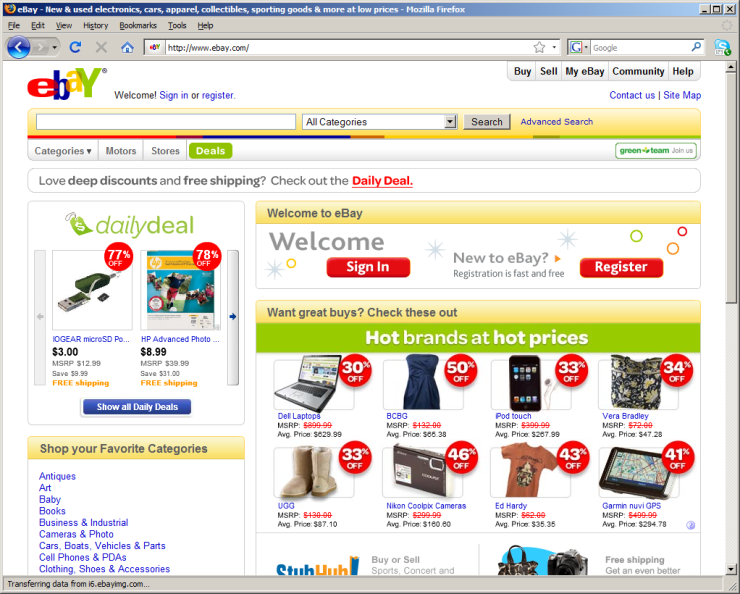 eBay - New & used electronics, cars, apparel, collectibles, sporting goods & more at low prices - Mozilla Firefox
File Edit View History Bookmarks Tools Help
http://www.ebay.com/
Google
ebay®
Welcome! Sign in or register.
Buy Sell My eBay Community Help
Contact us | Site Map
All Categories
Search
Advanced Search
Categories
Motors
Stores
Deals
green team Join us
Love deep discounts and free shipping? Check out the Daily Deal.
dailydeal
77% OFF
78% OFF
IOGEAR microSD Po...
HP Advanced Photo ...
$3.00
$8.99
MSRP $12.99
MSRP $39.99
Save $9.99
Save $31.00
FREE shipping
FREE shipping
Show all Daily Deals
Shop your Favorite Categories
Antiques
Art
Baby
Books
Business & Industrial
Cameras & Photo
Cars, Boats, Vehicles & Parts
Cell Phones & PDAs
Clothing, Shoes & Accessories
Welcome to eBay
Welcome
Sign In
New to eBay?
Registration is fast and free
Register
Want great buys? Check these out
Hot brands at hot prices
30% OFF
50% OFF
33% OFF
34% OFF
Dell Laptops
BCBG
iPod touch
Vera Bradley
MSRP: $899.99
MSRP: $132.00
MSRP: $399.99
MSRP: $72.00
Avg. Price: $629.99
Avg. Price: $66.38
Avg. Price: $267.99
Avg. Price: $47.28
33% OFF
46% OFF
43% OFF
41% OFF
UGG
Nikon Coolpix Cameras
Ed Hardy
Garmin nuvi GPS
MSRP: $130.00
MSRP: $299.99
MSRP: $62.00
MSRP: $499.99
Avg. Price: $87.10
Avg. Price: $160.60
Avg. Price: $35.35
Avg. Price: $294.78
StubHub!
Buy or Sell
Sports, Concert and
Free shipping
Get an even better
Transferring data from i6.ebayimg.com...